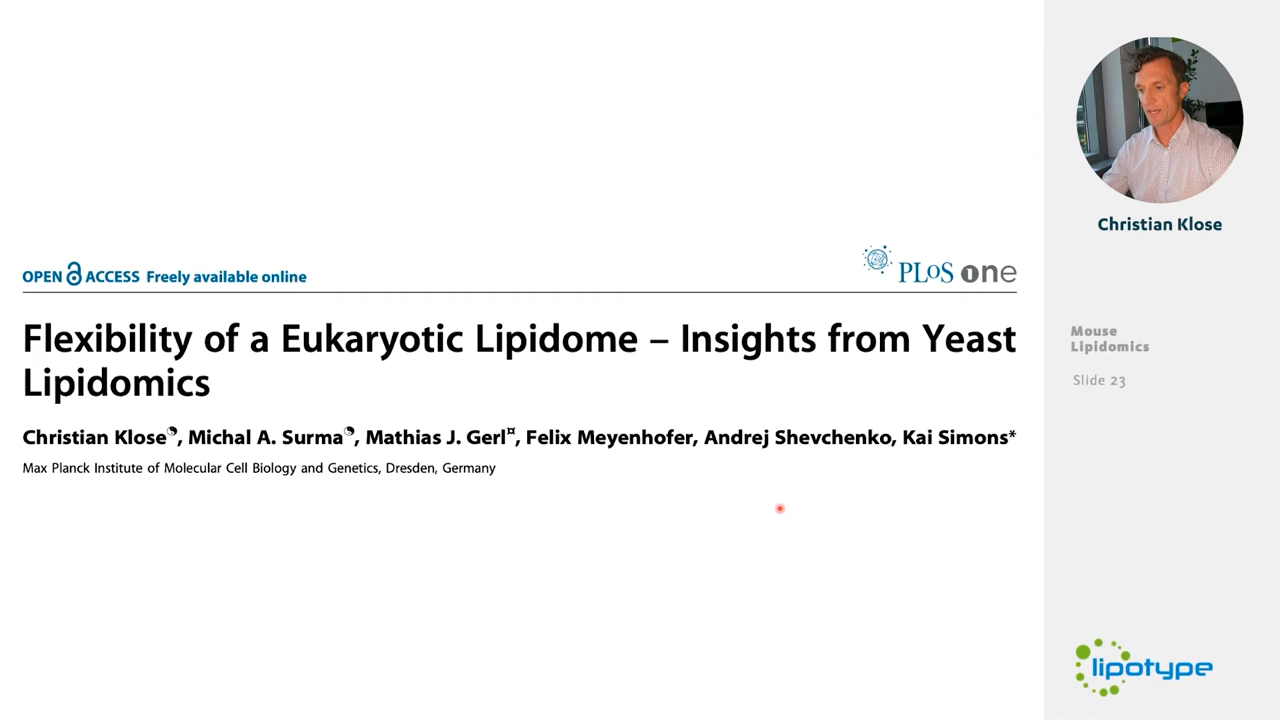 Christian Klose
OPEN ACCESS Freely available online
PLoS one
Flexibility of a Eukaryotic Lipidome – Insights from Yeast
Lipidomics
Christian Klose, Michal A. Surma, Mathias J. Gerl¤, Felix Meyenhofer, Andrej Shevchenko, Kai Simons*
Max Planck Institute of Molecular Cell Biology and Genetics, Dresden, Germany
Mouse
Lipidomics
Slide 23
lipotype